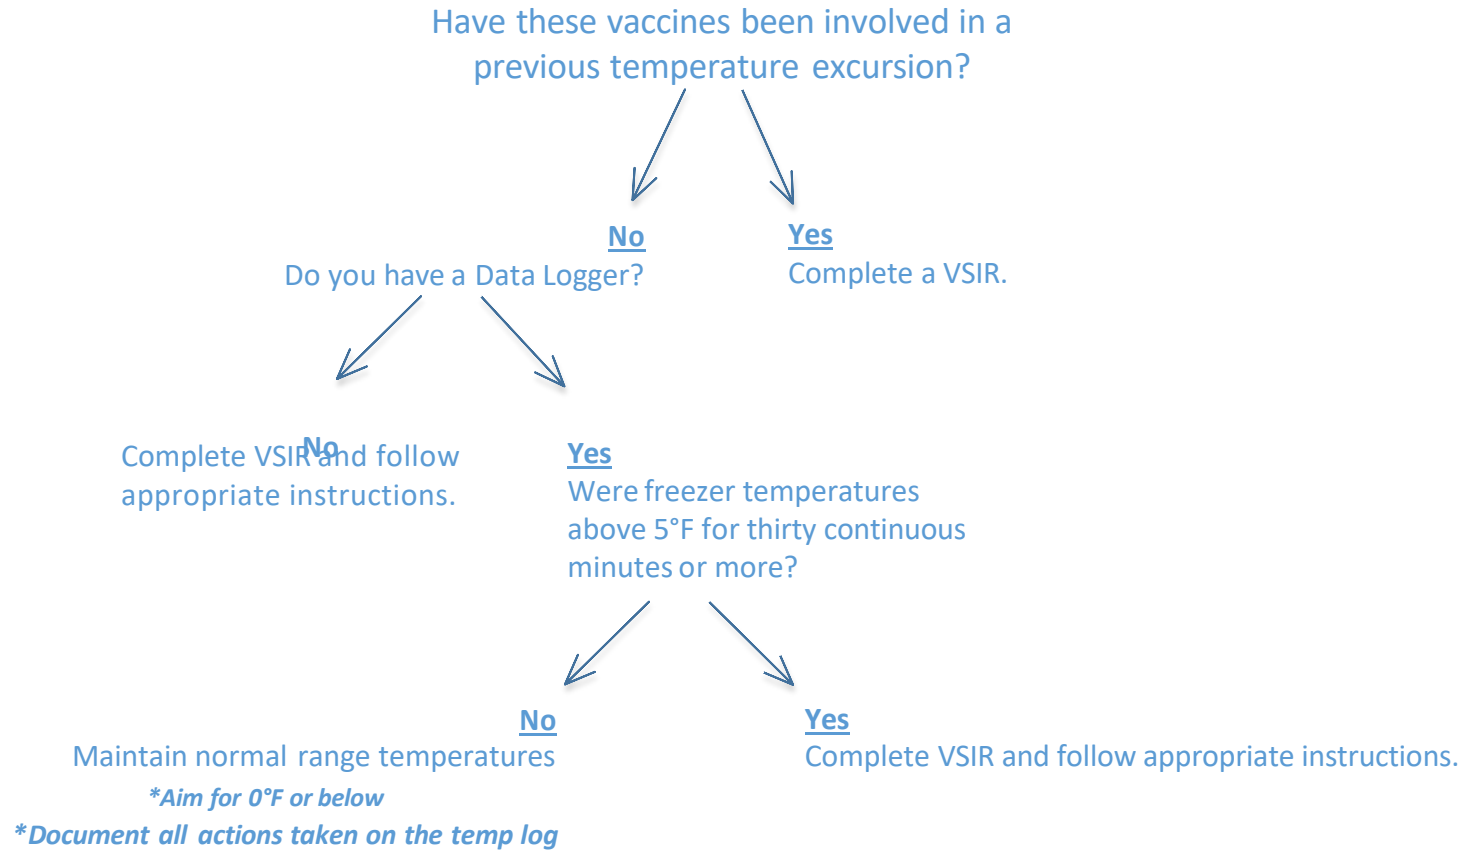 Have these vaccines been involved in a
previous temperature excursion?
No
Do you have a Data Logger?
Yes
Complete a VSIR.
No
Complete VSIR and follow
appropriate instructions.
Yes
Were freezer temperatures
above 5°F for thirty continuous
minutes or more?
No
Maintain normal range temperatures
*Aim for 0°F or below
*Document all actions taken on the temp log
Yes
Complete VSIR and follow appropriate instructions.